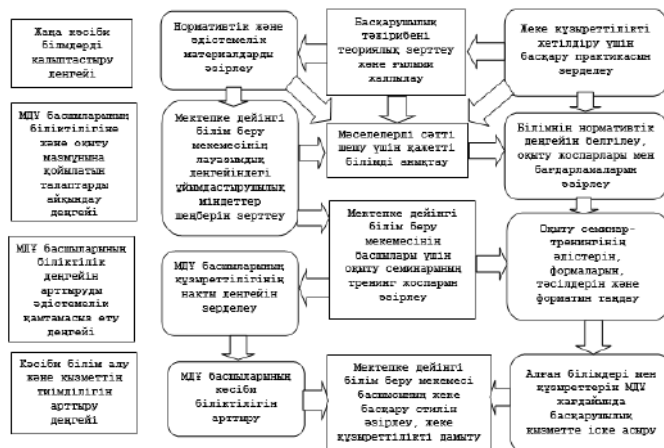 Жаңа кәсіби
білімдерді
қалыптастыру
деңгейі
Нормативтік және
әдістемелік
материалдарды
әзірлеу
Басқарушылық
тәжірибені
теориялық зерттеу
және ғылыми
жалпылау
Жеке құзыреттілікті
жетілдіру үшін
басқару практикасын
зерделеу
МДҰ басшыларының
біліктілігіне
және оқыту
мазмұнына
қойылатын
талаптарды
айқындау
деңгейі
Мектепке дейінгі
білім беру
мекемесінің
лауазымдық
деңгейіндегі
ұйымдастырушылық
міндеттер
шеңберін зерттеу
Мәселелерді сәтті
шешу үшін қажетті
білімді анықтау
Білімнің нормативтік
деңгейін белгілеу,
оқыту жоспарлары мен
бағдарламаларын
әзірлеу
МДҰ басшыларының
біліктілік
деңгейін
арттыруды
әдістемелік
қамтамасыз ету
деңгейі
МДҰ басшыларының
құзыреттілігінің
нақты деңгейін
зерделеу
Мектепке дейінгі
білім беру
мекемесінің
басшылары үшін
оқыту семинарының
тренинг жоспарын
әзірлеу
Оқыту семинар-
тренингінің
әдістерін,
формаларын,
тәсілдерін және
форматын таңдау
Кәсіби білім алу
және қызметтің
тиімділігін
арттыру
деңгейі
МДҰ басшыларының
кәсіби
біліктілігін
арттыру
Мектепке дейінгі
білім беру мекемесі
басшысының жеке
басқару стилін
әзірлеу, жеке
құзыреттілікті дамыту
Алған білімдері мен
құзыреттерін МДҰ
жағдайында
басқарушылық
қызметте іске асыру